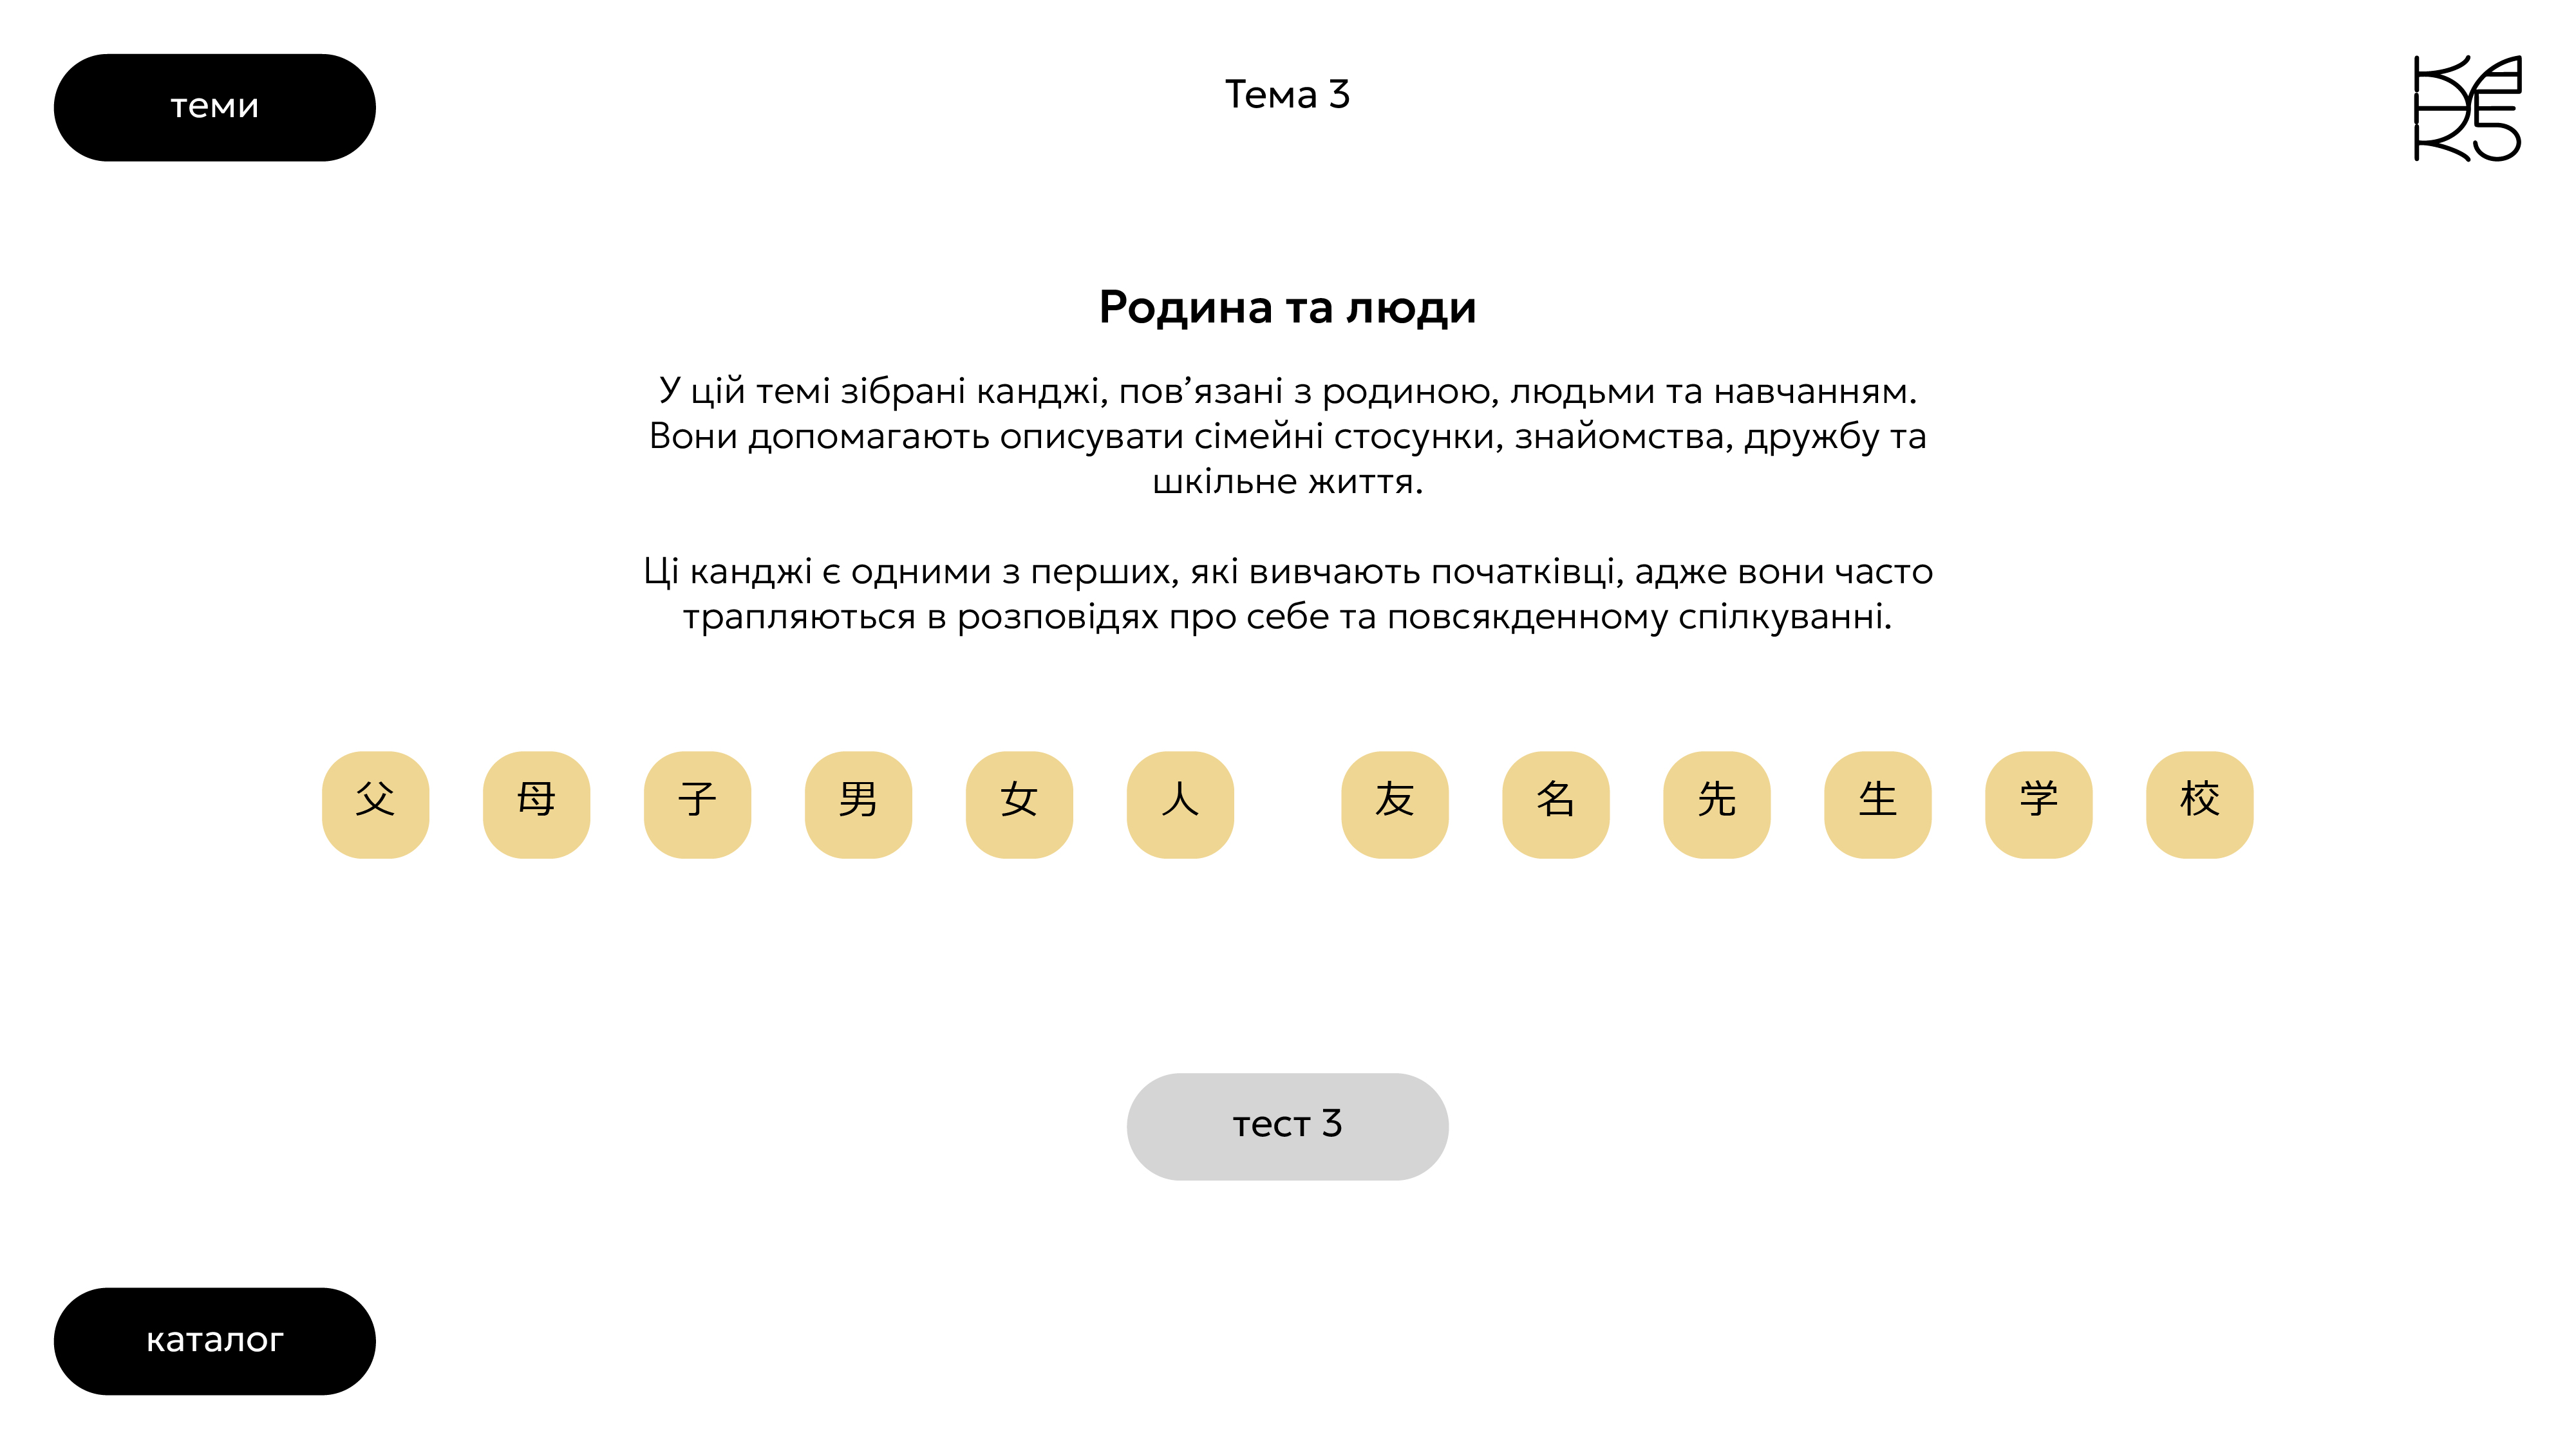 теми
Тема 3
Родина та люди
У цій темі зібрані канджі, пов’язані з родиною, людьми та навчанням.
Вони допомагають описувати сімейні стосунки, знайомства, дружбу та
шкільне життя.
Ці канджі є одними з перших, які вивчають початківці, адже вони часто
трапляються в розповідях про себе та повсякденному спілкуванні.
父 母 子 男 女 人 友 名 先 生 学 校
тест 3
каталог